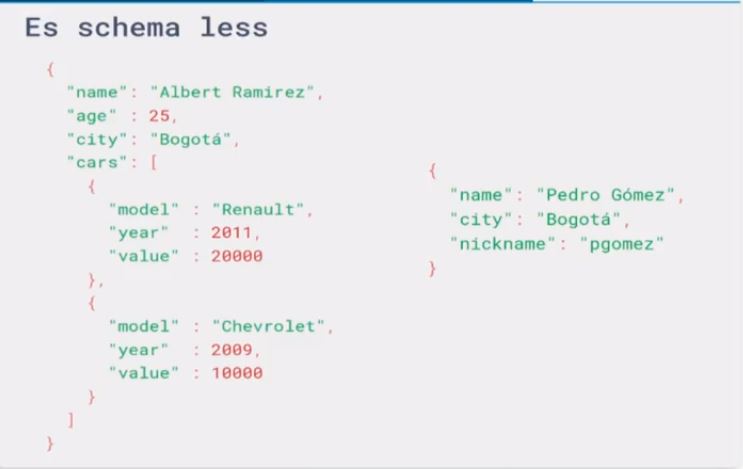 Es schema less
{
"name": "Albert Ramirez",
"age" : 25,
"city": "Bogotá",
"cars": [
{
"model" : "Renault",
"year" : 2011,
"value" : 20000
},
{
"model" : "Chevrolet",
"year" : 2009,
"value" : 10000
}
]
}
{
"name": "Pedro Gómez",
"city": "Bogotá",
"nickname": "pgomez"
}